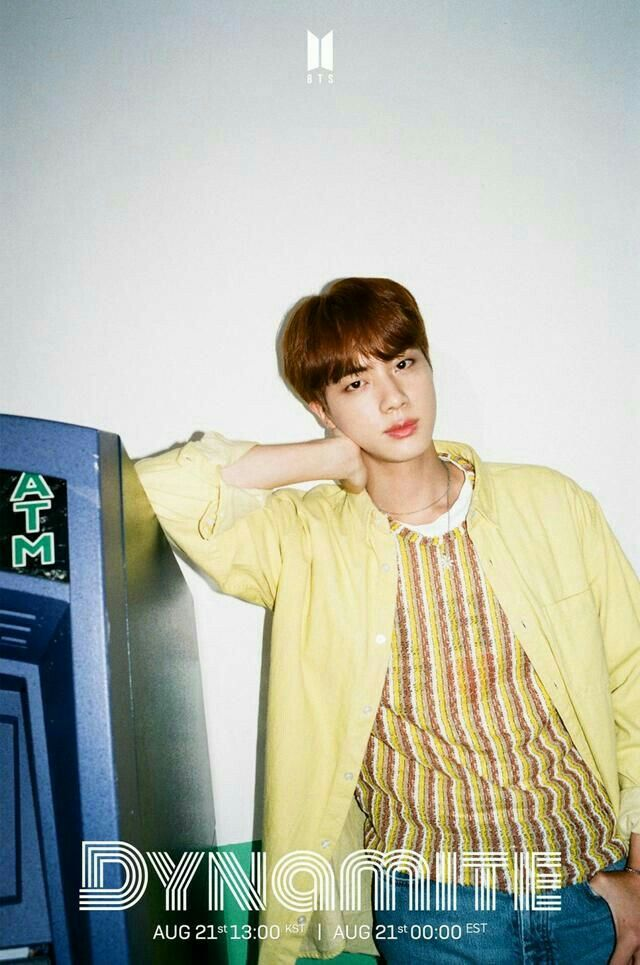 BTS
ATM
DYNAMITE
AUG 21st 13:00 KST | AUG 21st 00:00 EST